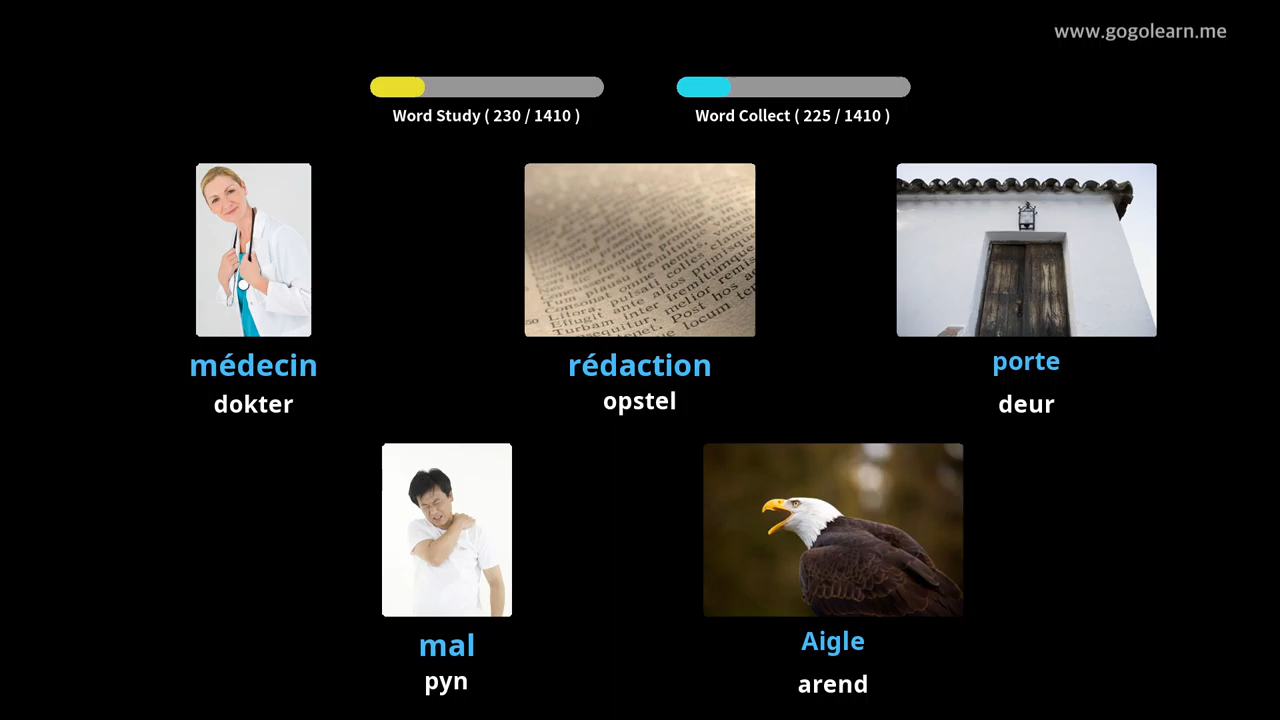 www.gogolearn.me
Word Study ( 230 / 1410 )
Word Collect ( 225 / 1410 )
médecin
dokter
rédaction
opstel
porte
deur
mal
pyn
Aigle
arend